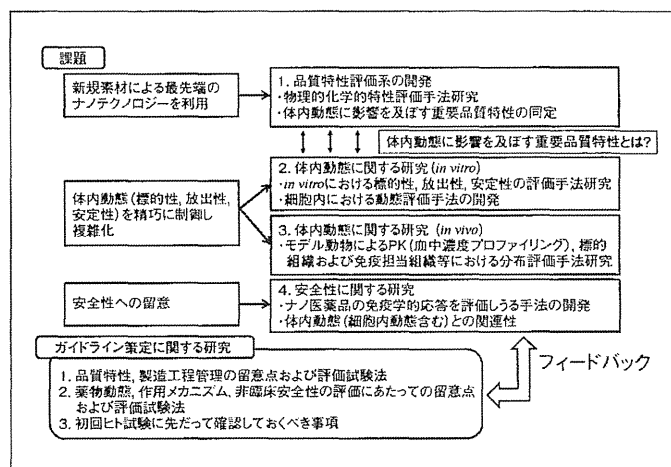 課題
新規素材による最先端の
ナノテクノロジーを利用
1. 品質特性評価系の開発
・物理的化学的特性評価手法研究
・体内動態に影響を及ぼす重要品質特性の同定
体内動態に影響を及ぼす重要品質特性とは?
体内動態(標的性, 放出性,
安定性)を精巧に制御し
複雑化
2. 体内動態に関する研究(in vitro)
・in vitroにおける標的性, 放出性, 安定性の評価手法研究
・細胞内における動態評価手法の開発
3. 体内動態に関する研究 (in vivo)
・モデル動物によるPK(血中濃度プロファイリング), 標的
組織および免疫担当組織等における分布評価手法研究
安全性への留意
4. 安全性に関する研究
・ナノ医薬品の免疫学的応答を評価しうる手法の開発
・体内動態(細胞内動態含む)との関連性
ガイドライン策定に関する研究
フィードバック
1. 品質特性, 製造工程管理の留意点および評価試験法
2. 薬物動態, 作用メカニズム, 非臨床安全性の評価にあたっての留意点
および評価試験法
3. 初回ヒト試験に先だって確認しておくべき事項